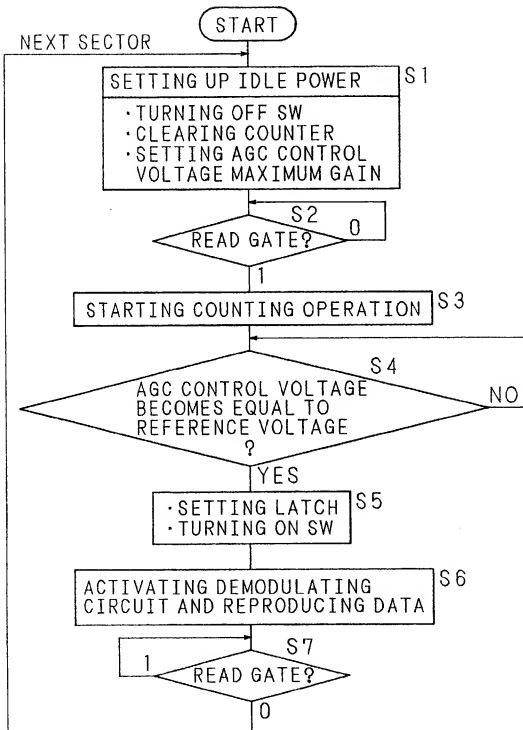 START
NEXT SECTOR
SETTING UP IDLE POWER
S1
・TURNING OFF SW
・CLEARING COUNTER
・SETTING AGC CONTROL
VOLTAGE MAXIMUM GAIN
S2
READ GATE?
0
1
STARTING COUNTING OPERATION
S3
S4
AGC CONTROL VOLTAGE
BECOMES EQUAL TO
REFERENCE VOLTAGE
?
NO
YES
・SETTING LATCH
・TURNING ON SW
S5
S6
ACTIVATING DEMODULATING
CIRCUIT AND REPRODUCING DATA
S7
1
READ GATE?
0